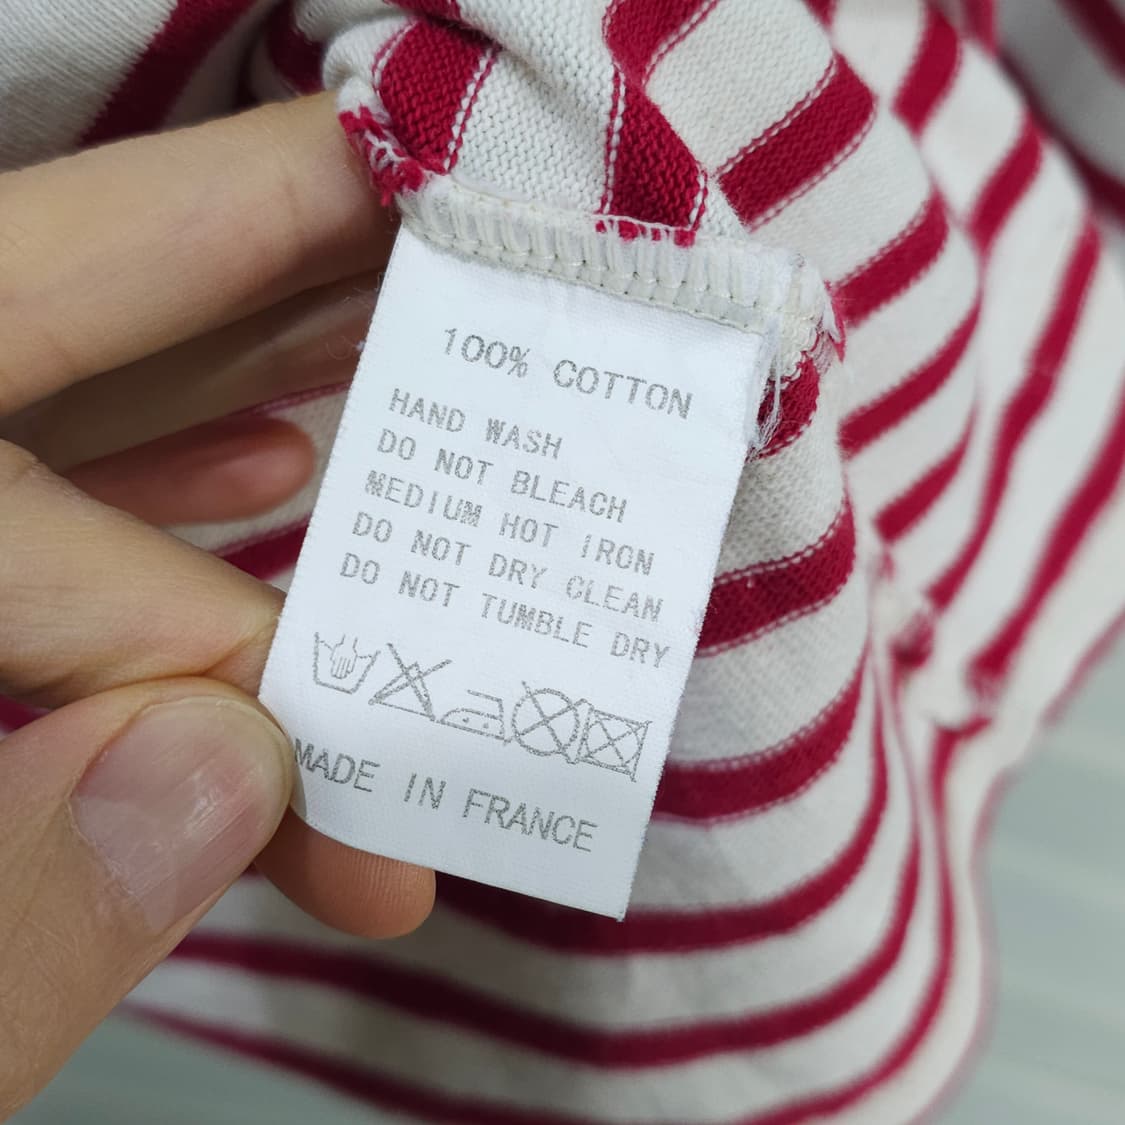 100% COTTON
HAND WASH
DO NOT BLEACH
MEDIUM HOT IRON
DO NOT DRY CLEAN
DO NOT TUMBLE DRY
MADE IN FRANCE